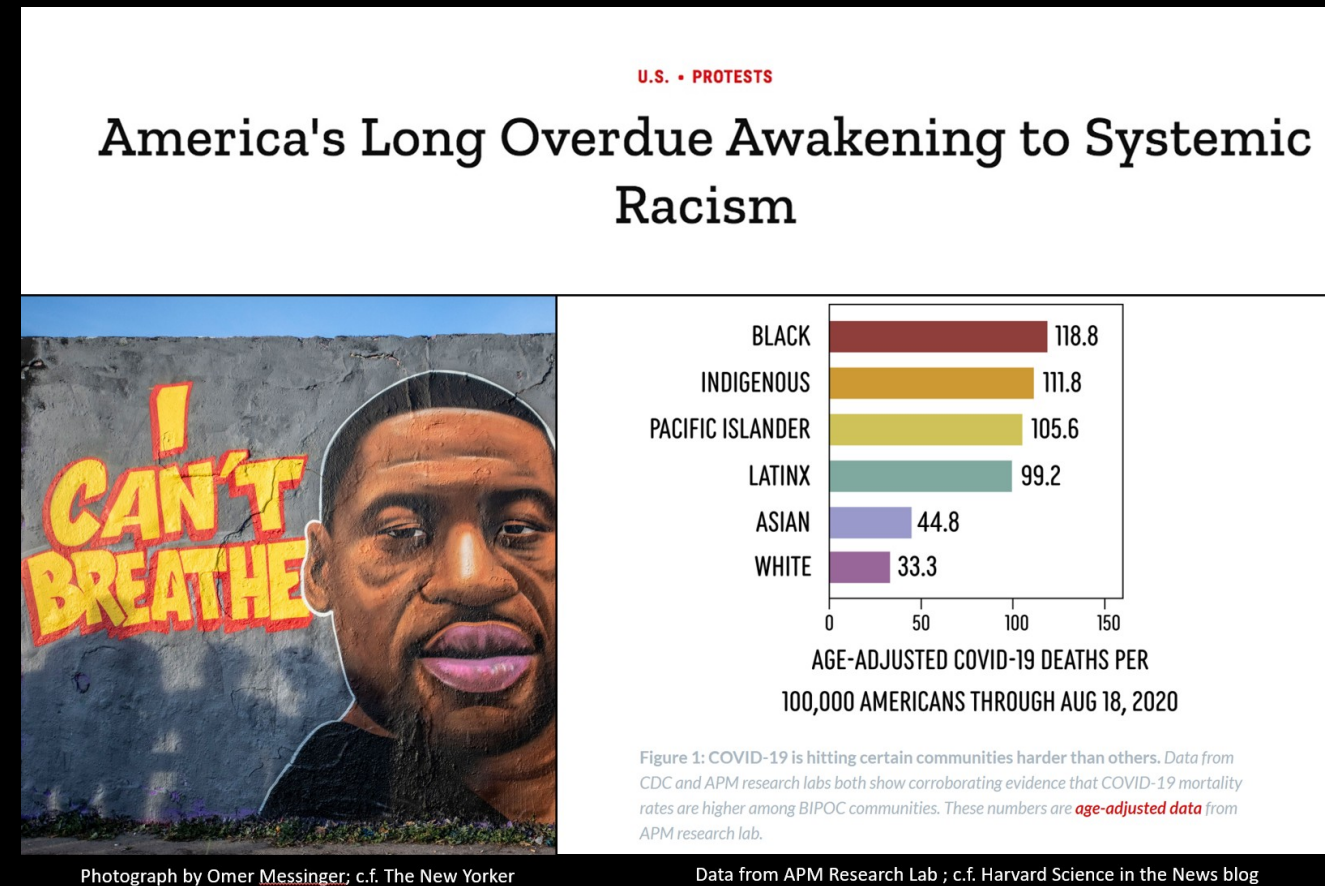 U.S. • PROTESTS
America's Long Overdue Awakening to Systemic
Racism
I
CAN'T
BREATHE
BLACK 118.8
INDIGENOUS 111.8
PACIFIC ISLANDER 105.6
LATINX 99.2
ASIAN 44.8
WHITE 33.3
0 50 100 150
AGE-ADJUSTED COVID-19 DEATHS PER
100,000 AMERICANS THROUGH AUG 18, 2020
Figure 1: COVID-19 is hitting certain communities harder than others. Data from
CDC and APM research labs both show corroborating evidence that COVID-19 mortality
rates are higher among BIPOC communities. These numbers are age-adjusted data from
APM research lab.
Photograph by Omer Messinger; c.f. The New Yorker
Data from APM Research Lab ; c.f. Harvard Science in the News blog